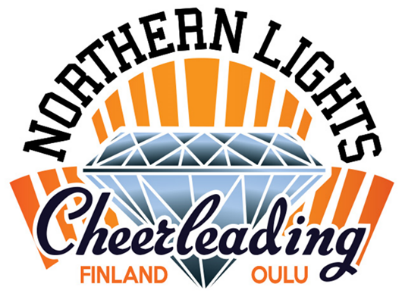 NORTHERN LIGHTS
Cheerleading
FINLAND OULU